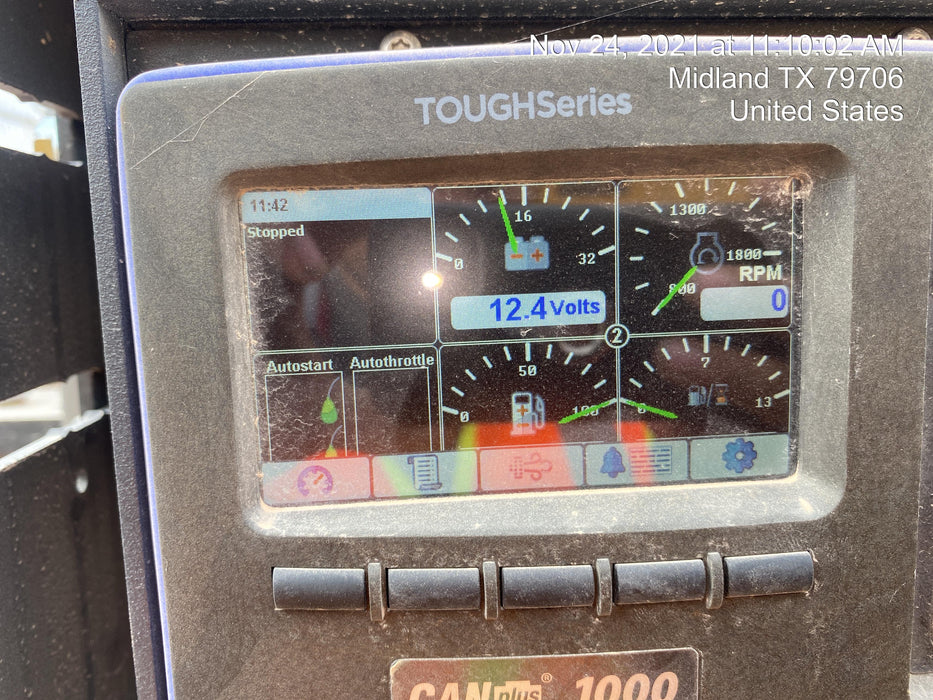 Nov 24, 2021 at 11:10:02 AM
Midland TX 79706
United States
TOUGHSeries
11:42
Stopped
16
0
32
12.4 Volts
1300
1800
800
RPM
0
2
Autostart
Autothrottle
50
0
100
7
0
13
CANplus® 1000